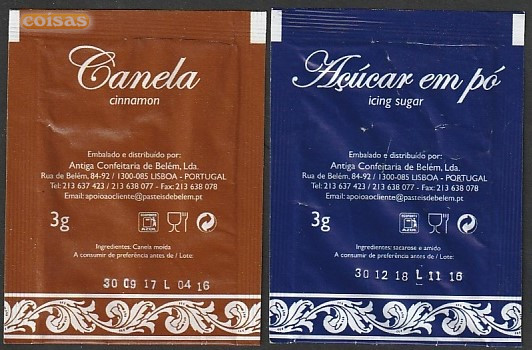 coisas
Canela
cinnamon
Embalado e distribuído por:
Antiga Confeitaria de Belém, Lda.
Rua de Belém, 84-92 / 1300-085 LISBOA - PORTUGAL
Tel: 213 637 423 / 213 638 077 - Fax: 213 638 078
Email: apoioaocliente@pasteisdebelem.pt
3g
Ingredientes: Canela moída
A consumir de preferência antes de / Lote:
30 09 17 L 04 16
Açúcar em pó
icing sugar
Embalado e distribuído por:
Antiga Confeitaria de Belém, Lda.
Rua de Belém, 84-92 / 1300-085 LISBOA - PORTUGAL
Tel: 213 637 423 / 213 638 077 - Fax: 213 638 078
Email: apoioaocliente@pasteisdebelem.pt
3g
Ingredientes: sacarose e amido
A consumir de preferência antes de / Lote:
30 12 18 L 11 16